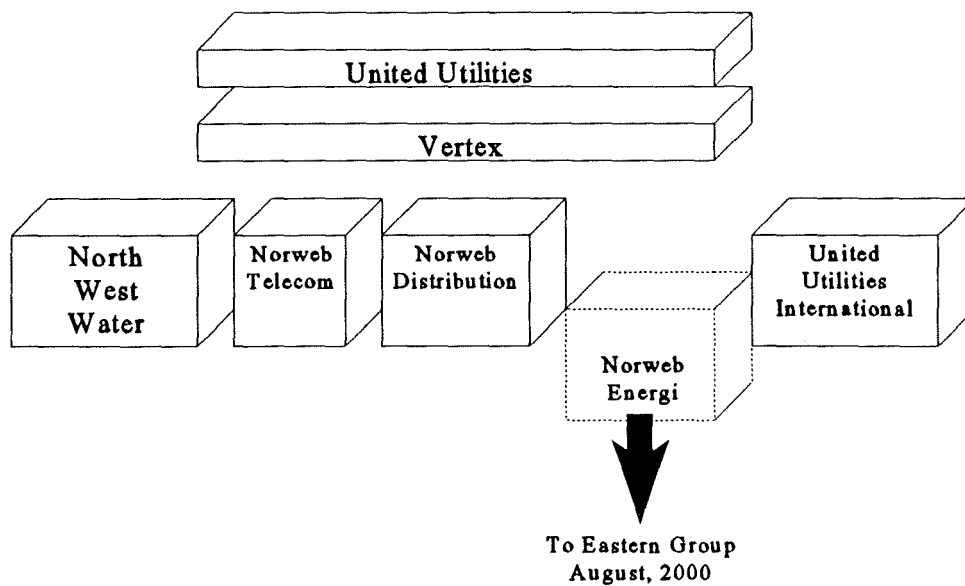 United Utilities
Vertex
North
West
Water
Norweb
Telecom
Norweb
Distribution
Norweb
Energi
United
Utilities
International
To Eastern Group
August, 2000